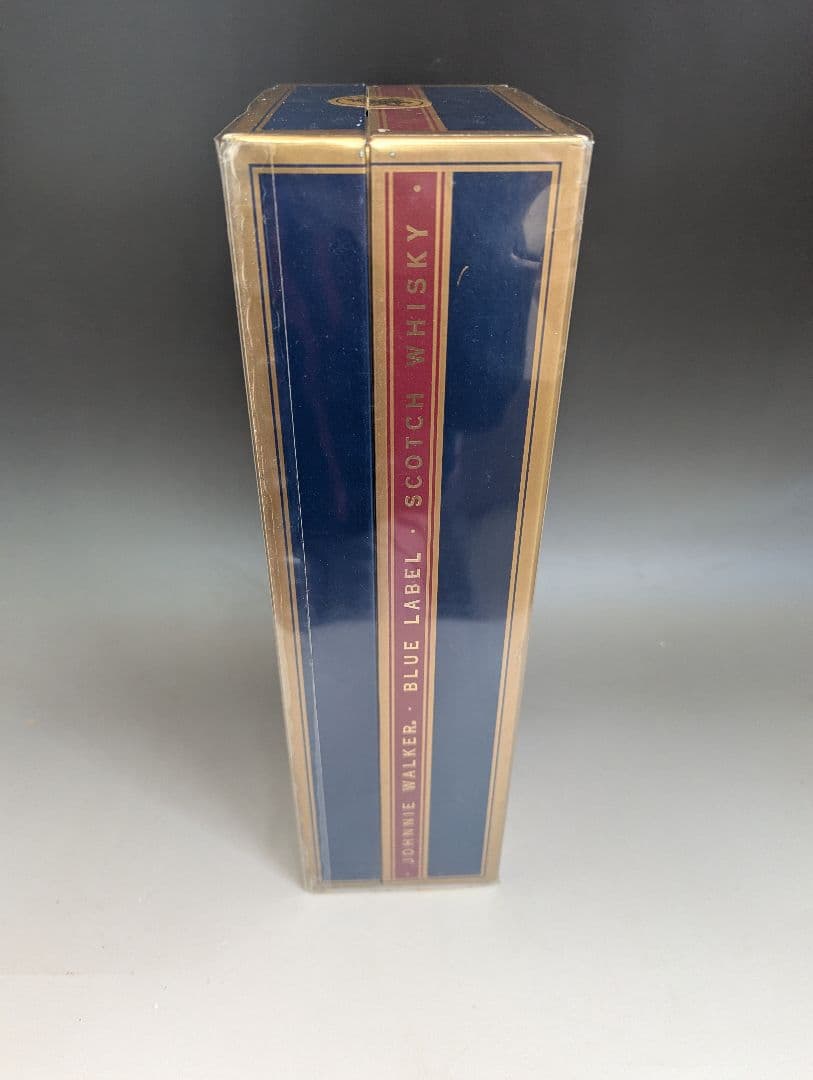 · JOHNNIE WALKER. · BLUE LABEL · SCOTCH WHISKY ·